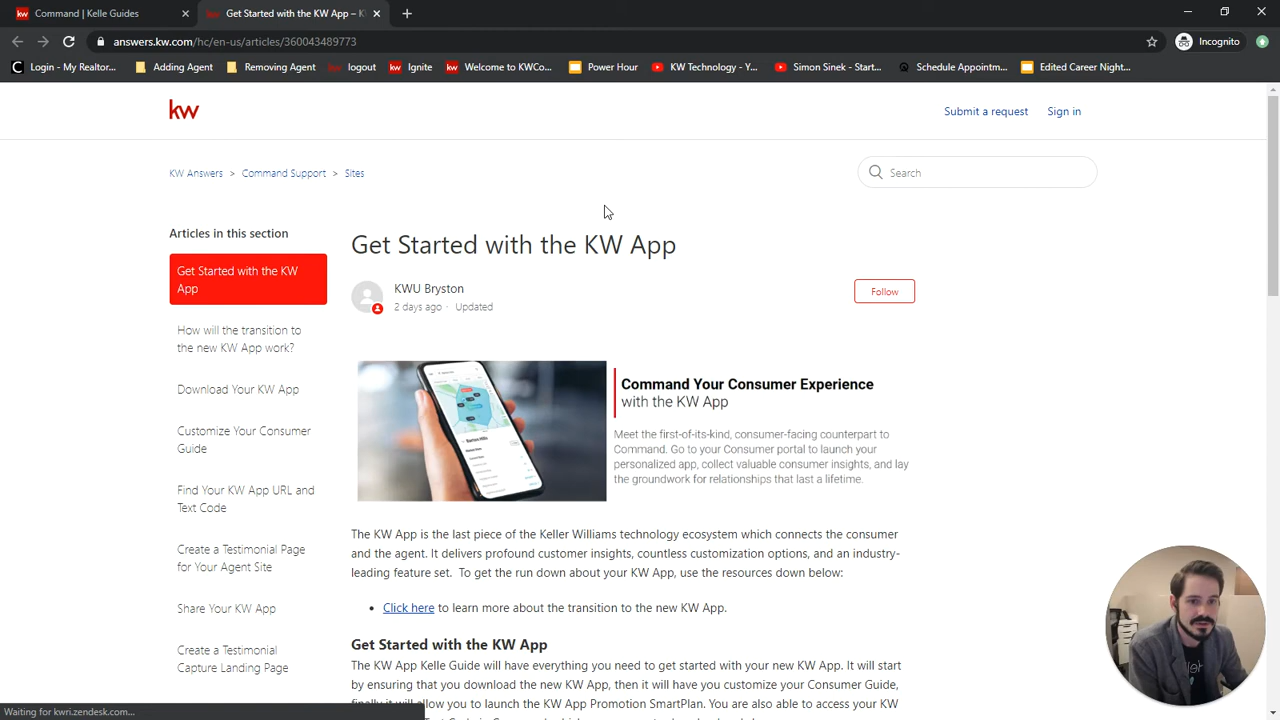 Command | Kelle Guides
Get Started with the KW App – K
answers.kw.com/hc/en-us/articles/360043489773
Incognito
Login - My Realtor...
Adding Agent
Removing Agent
logout
Ignite
Welcome to KWCo...
Power Hour
KW Technology - Y...
Simon Sinek - Start...
Schedule Appointm...
Edited Career Night...
kw
Submit a request
Sign in
KW Answers > Command Support > Sites
Search
Articles in this section
Get Started with the KW
App
How will the transition to
the new KW App work?
Download Your KW App
Customize Your Consumer
Guide
Find Your KW App URL and
Text Code
Create a Testimonial Page
for Your Agent Site
Share Your KW App
Create a Testimonial
Capture Landing Page
Get Started with the KW App
KWU Bryston
2 days ago · Updated
Follow
Command Your Consumer Experience
with the KW App
Meet the first-of-its-kind, consumer-facing counterpart to
Command. Go to your Consumer portal to launch your
personalized app, collect valuable consumer insights, and lay
the groundwork for relationships that last a lifetime.
The KW App is the last piece of the Keller Williams technology ecosystem which connects the consumer
and the agent. It delivers profound customer insights, countless customization options, and an industry-
leading feature set. To get the run down about your KW App, use the resources down below:
• Click here to learn more about the transition to the new KW App.
Get Started with the KW App
The KW App Kelle Guide will have everything you need to get started with your new KW App. It will start
by ensuring that you download the new KW App, then it will have you customize your Consumer Guide,
finally it will allow you to launch the KW App Promotion SmartPlan. You are also able to access your KW
Waiting for kwri.zendesk.com...